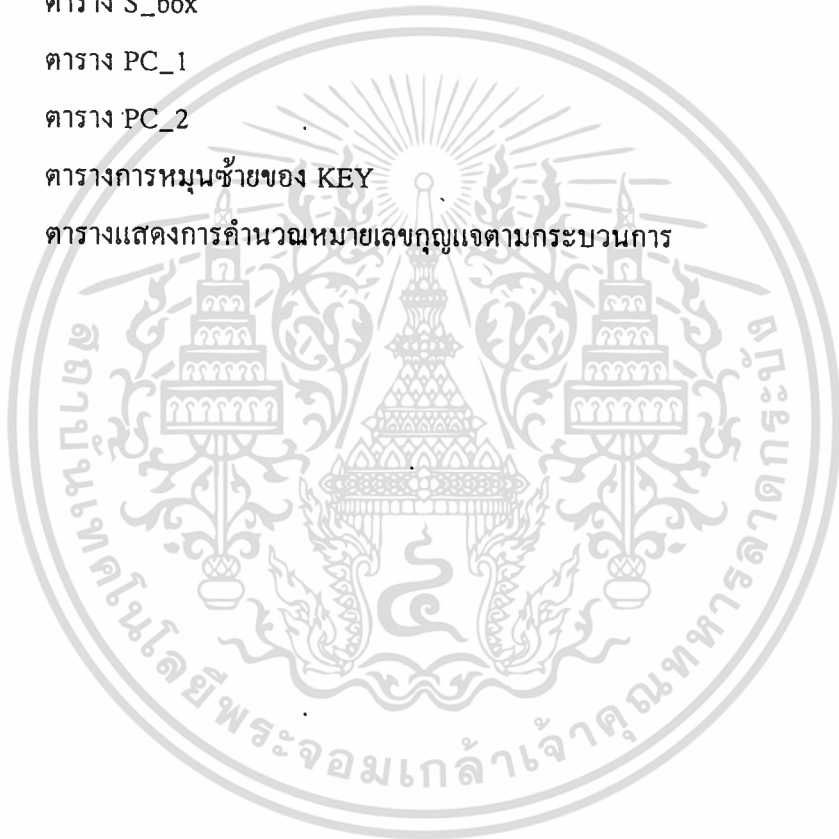 ตาราง S_box
ตาราง PC_1
ตาราง PC_2
ตารางการหมุนซ้ายของ KEY
ตารางแสดงการคำนวณหมายเลขกุญแจตามกระบวนการ
สถาบันเทคโนโลยีพระจอมเกล้าเจ้าคุณทหารลาดกระบัง